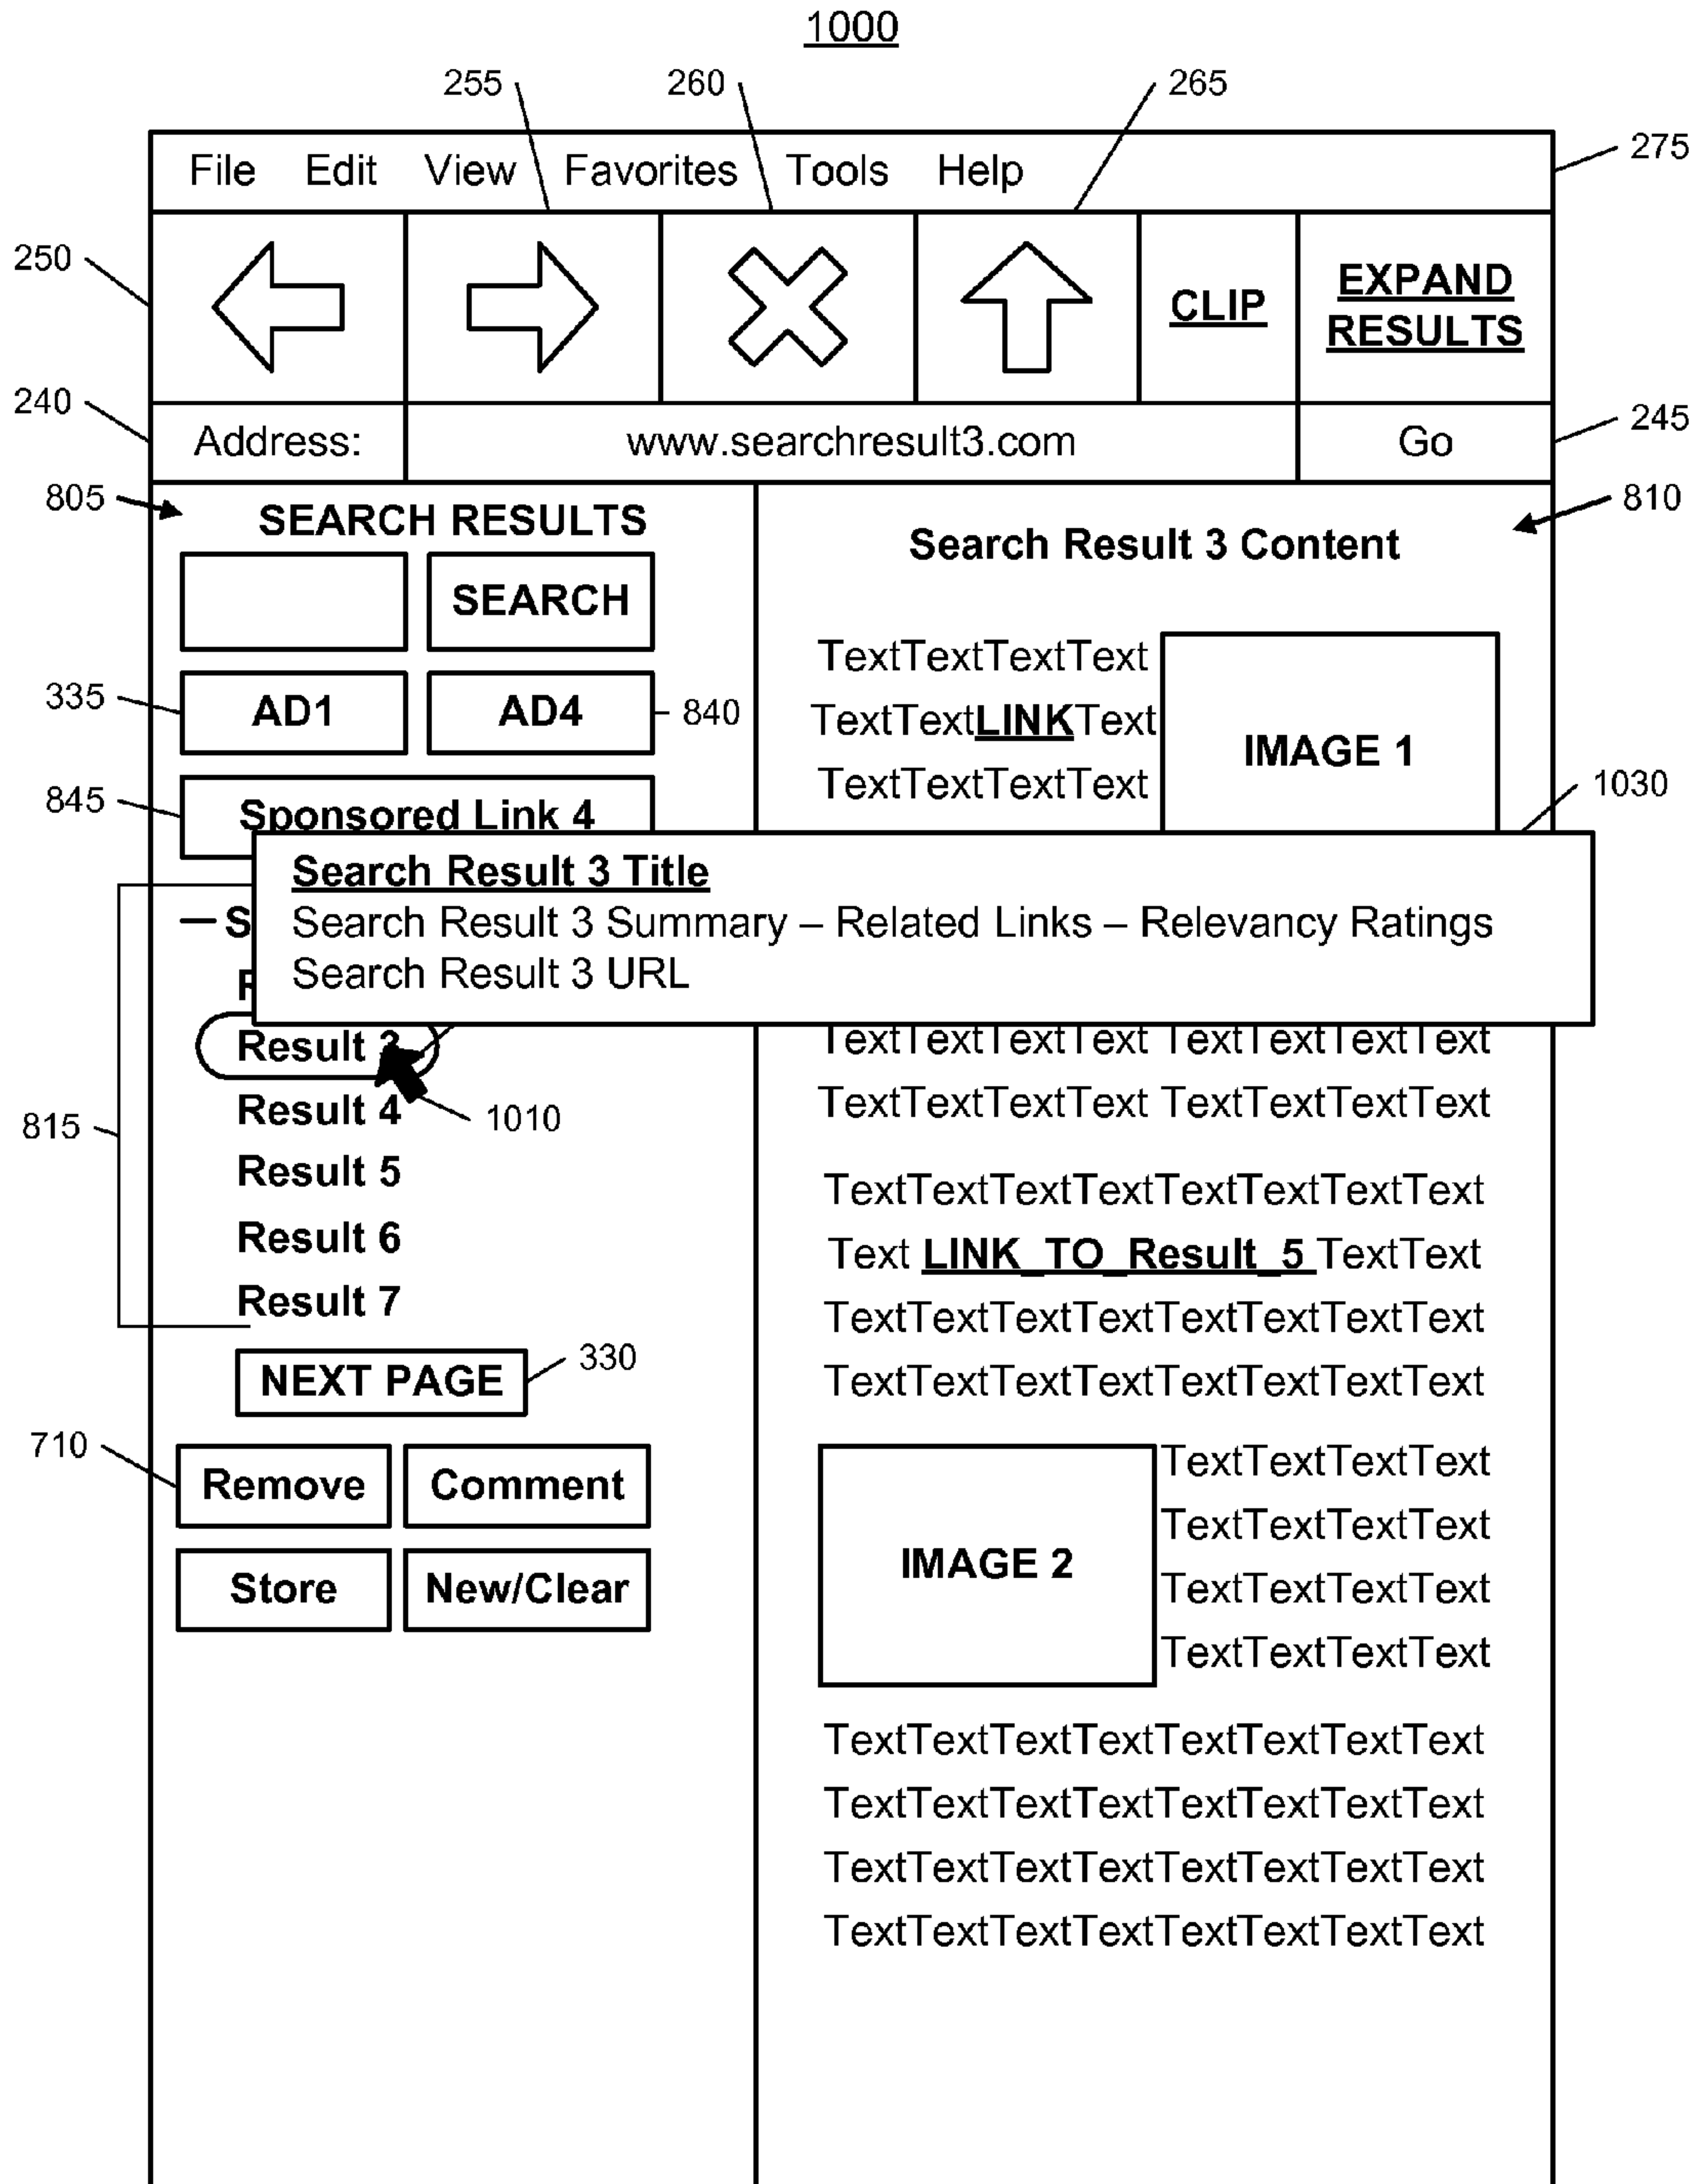 1000
255 260 265
File Edit View Favorites Tools Help 275
250 CLIP EXPAND
RESULTS
240 Address: www.searchresult3.com Go 245
805 SEARCH RESULTS
SEARCH
335 AD1 AD4 840
845 Sponsored Link 4
810
Search Result 3 Content
TextTextTextText
TextTextLINKText
TextTextTextText
IMAGE 1
1030
Search Result 3 Title
Search Result 3 Summary – Related Links – Relevancy Ratings
Search Result 3 URL
— S
R
Result
Result 4
1010
815
Result 5
Result 6
Result 7
NEXT PAGE 330
710 Remove Comment
Store New/Clear
TextTextTextText TextTextTextText
TextTextTextText TextTextTextText
TextTextTextTextTextTextTextText
Text LINK_TO_Result_5 TextText
TextTextTextTextTextTextTextText
TextTextTextTextTextTextTextText
IMAGE 2
TextTextTextText
TextTextTextText
TextTextTextText
TextTextTextText
TextTextTextTextTextTextTextText
TextTextTextTextTextTextTextText
TextTextTextTextTextTextTextText
TextTextTextTextTextTextTextText